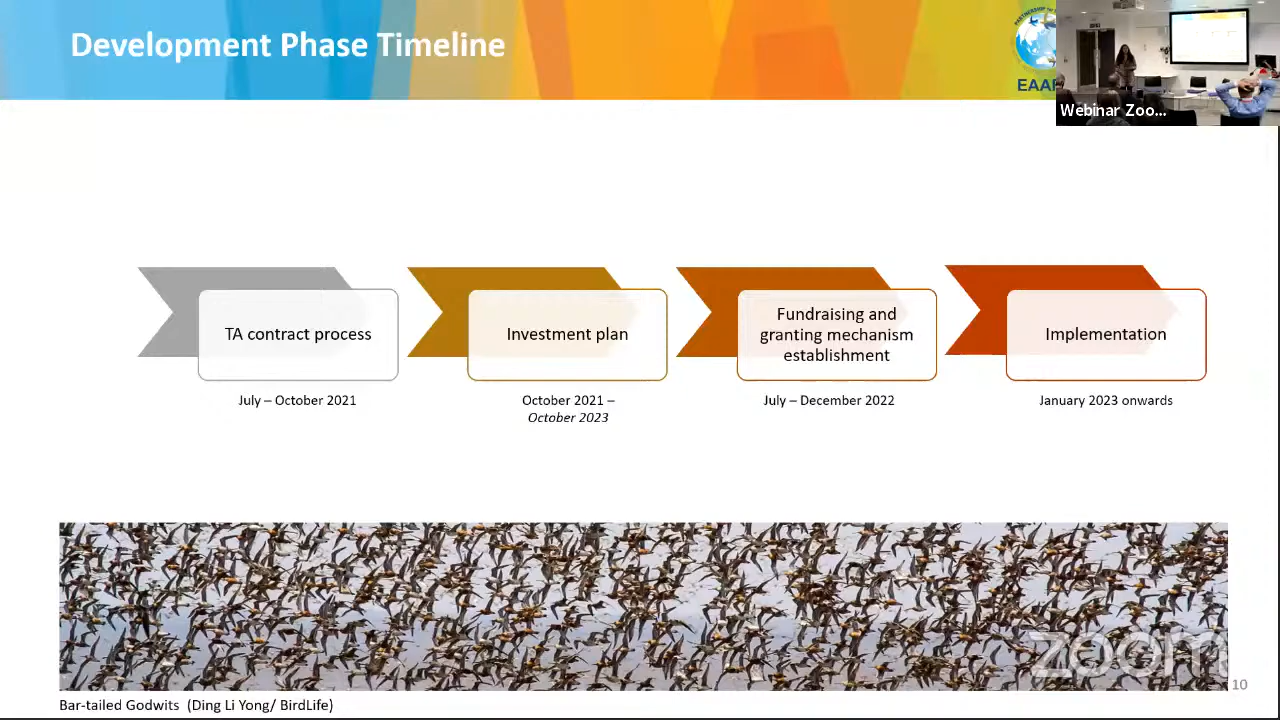 Development Phase Timeline
EAAF
Webinar Zoo...
TA contract process
July – October 2021
Investment plan
October 2021 –
October 2023
Fundraising and
granting mechanism
establishment
July – December 2022
Implementation
January 2023 onwards
zoom
10
Bar-tailed Godwits (Ding Li Yong/ BirdLife)